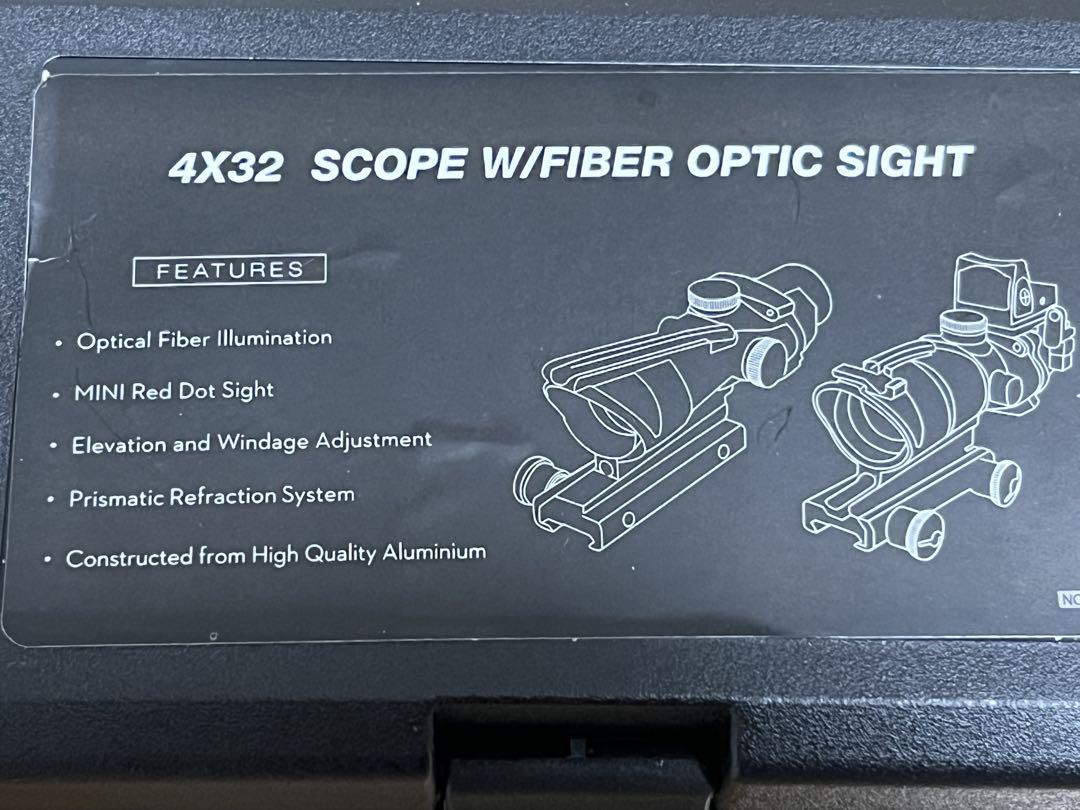 4X32 SCOPE W/FIBER OPTIC SIGHT
FEATURES
• Optical Fiber Illumination
• MINI Red Dot Sight
• Elevation and Windage Adjustment
• Prismatic Refraction System
• Constructed from High Quality Aluminium